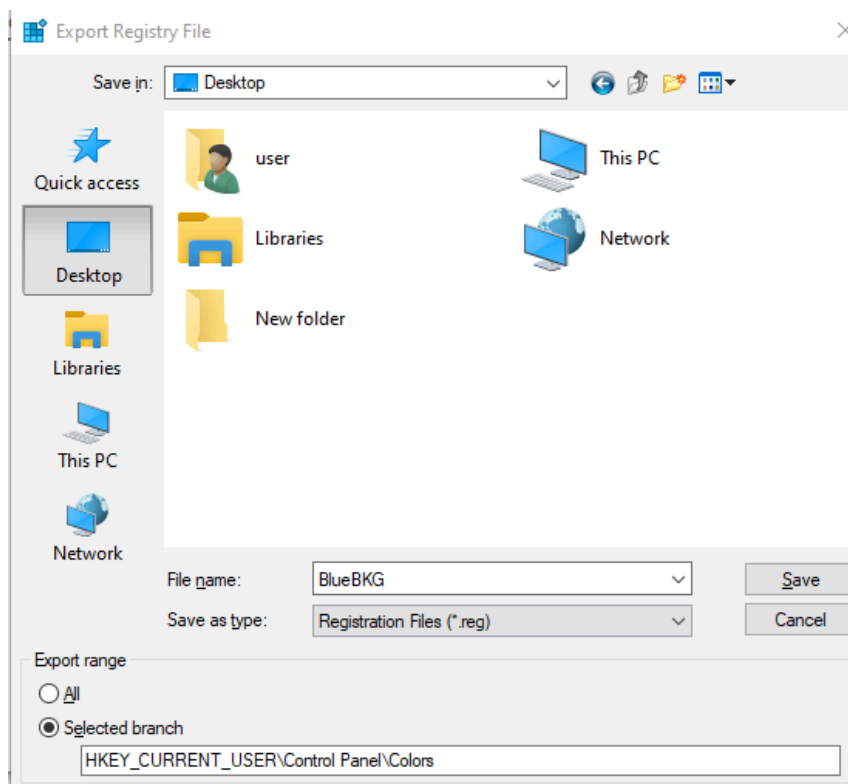 Export Registry File
Save in: Desktop
Quick access
user
This PC
Desktop
Libraries
Network
New folder
Libraries
This PC
Network
File name: BlueBKG Save
Save as type: Registration Files (*.reg) Cancel
Export range
All
Selected branch
HKEY_CURRENT_USER\Control Panel\Colors